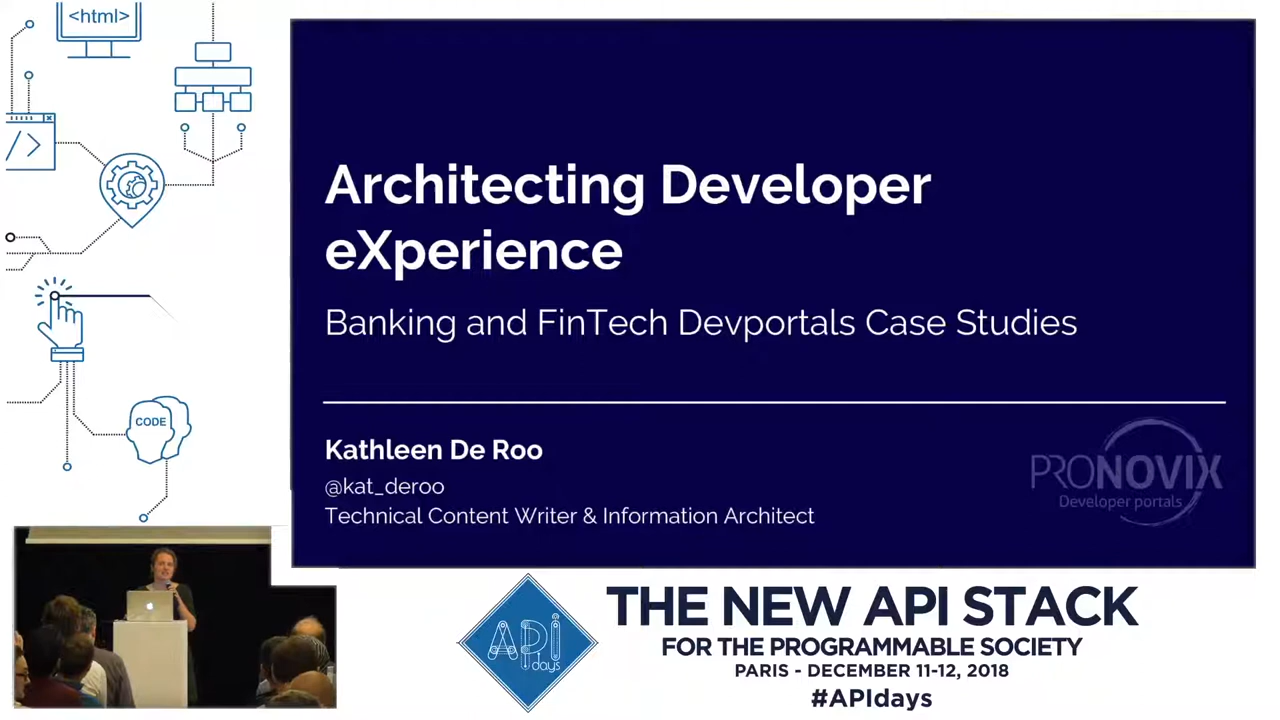 <html>
/>
CODE
Architecting Developer
eXperience
Banking and FinTech Devportals Case Studies
Kathleen De Roo
@kat_deroo
Technical Content Writer & Information Architect
PRONOVIX
Developer portals
API
days
THE NEW API STACK
FOR THE PROGRAMMABLE SOCIETY
PARIS - DECEMBER 11-12, 2018
#APIdays